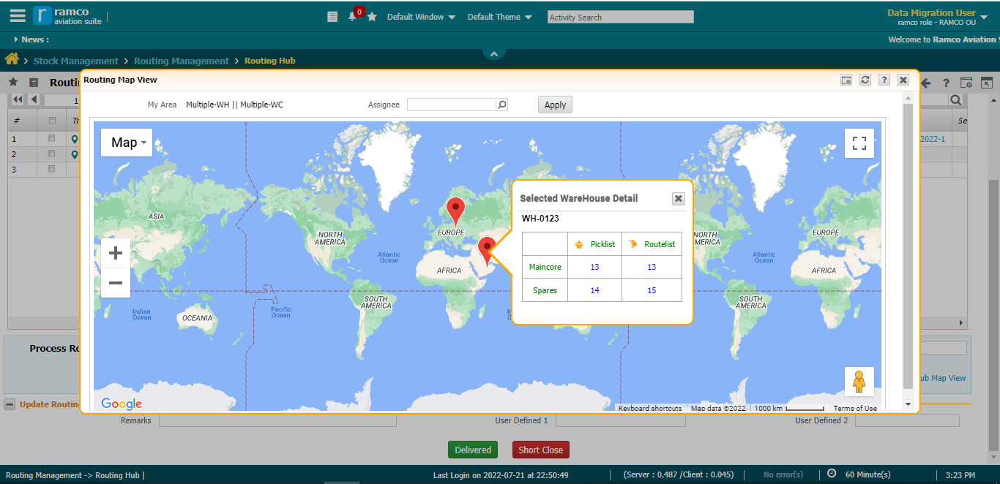 ramco
aviation suite
0
Default Window
Default Theme
Activity Search
Data Migration User
ramco role - RAMCO OU
News :
Welcome to Ramco Aviation S
Stock Management > Routing Management > Routing Hub
Routi
Routing Map View
?
?
My Area Multiple-WH || Multiple-WC
Assignee
Apply
1
# Tr
Se
1
2022-1
2
3
Map
ASIA
NORTH
AMERICA
EUROPE
Atlantic
Ocean
AFRICA
SOUTH
AMERICA
Pacific
Ocean
Indian
Ocean
OCEANIA
Selected WareHouse Detail
WH-0123
Picklist Routelist
Maincore 13 13
Spares 14 15
NORTH
AMERICA
EUROPE
Atlantic
Ocean
AFRICA
SOUTH
AMERICA
Google
Keyboard shortcuts Map data ©2022 1000 km Terms of Use
Process Ro
ub Map View
Update Routin
Remarks
User Defined 1
User Defined 2
Delivered
Short Close
Routing Management -> Routing Hub |
Last Login on 2022-07-21 at 22:50:49
(Server : 0.487 /Client : 0.045)
No error(s)
60 Minute(s)
3:23 PM